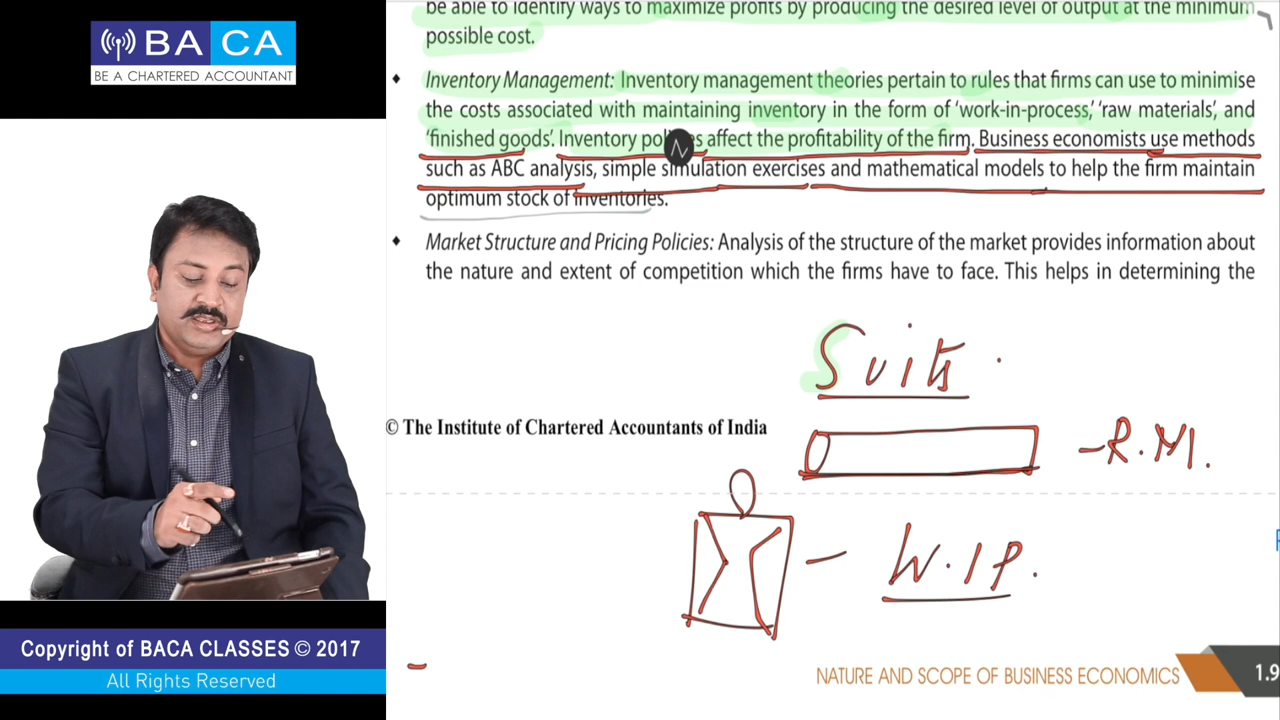 BA CA
BE A CHARTERED ACCOUNTANT
be able to identify ways to maximize profits by producing the desired level of output at the minimum
possible cost.
Inventory Management: Inventory management theories pertain to rules that firms can use to minimise
the costs associated with maintaining inventory in the form of ‘work-in-process,’ ‘raw materials’, and
‘finished goods’. Inventory policies affect the profitability of the firm. Business economists use methods
such as ABC analysis, simple simulation exercises and mathematical models to help the firm maintain
optimum stock of inventories.
Market Structure and Pricing Policies: Analysis of the structure of the market provides information about
the nature and extent of competition which the firms have to face. This helps in determining the
Suits
© The Institute of Chartered Accountants of India
- R.M.
- W.I.P.
Copyright of BACA CLASSES © 2017
All Rights Reserved
NATURE AND SCOPE OF BUSINESS ECONOMICS 1.9